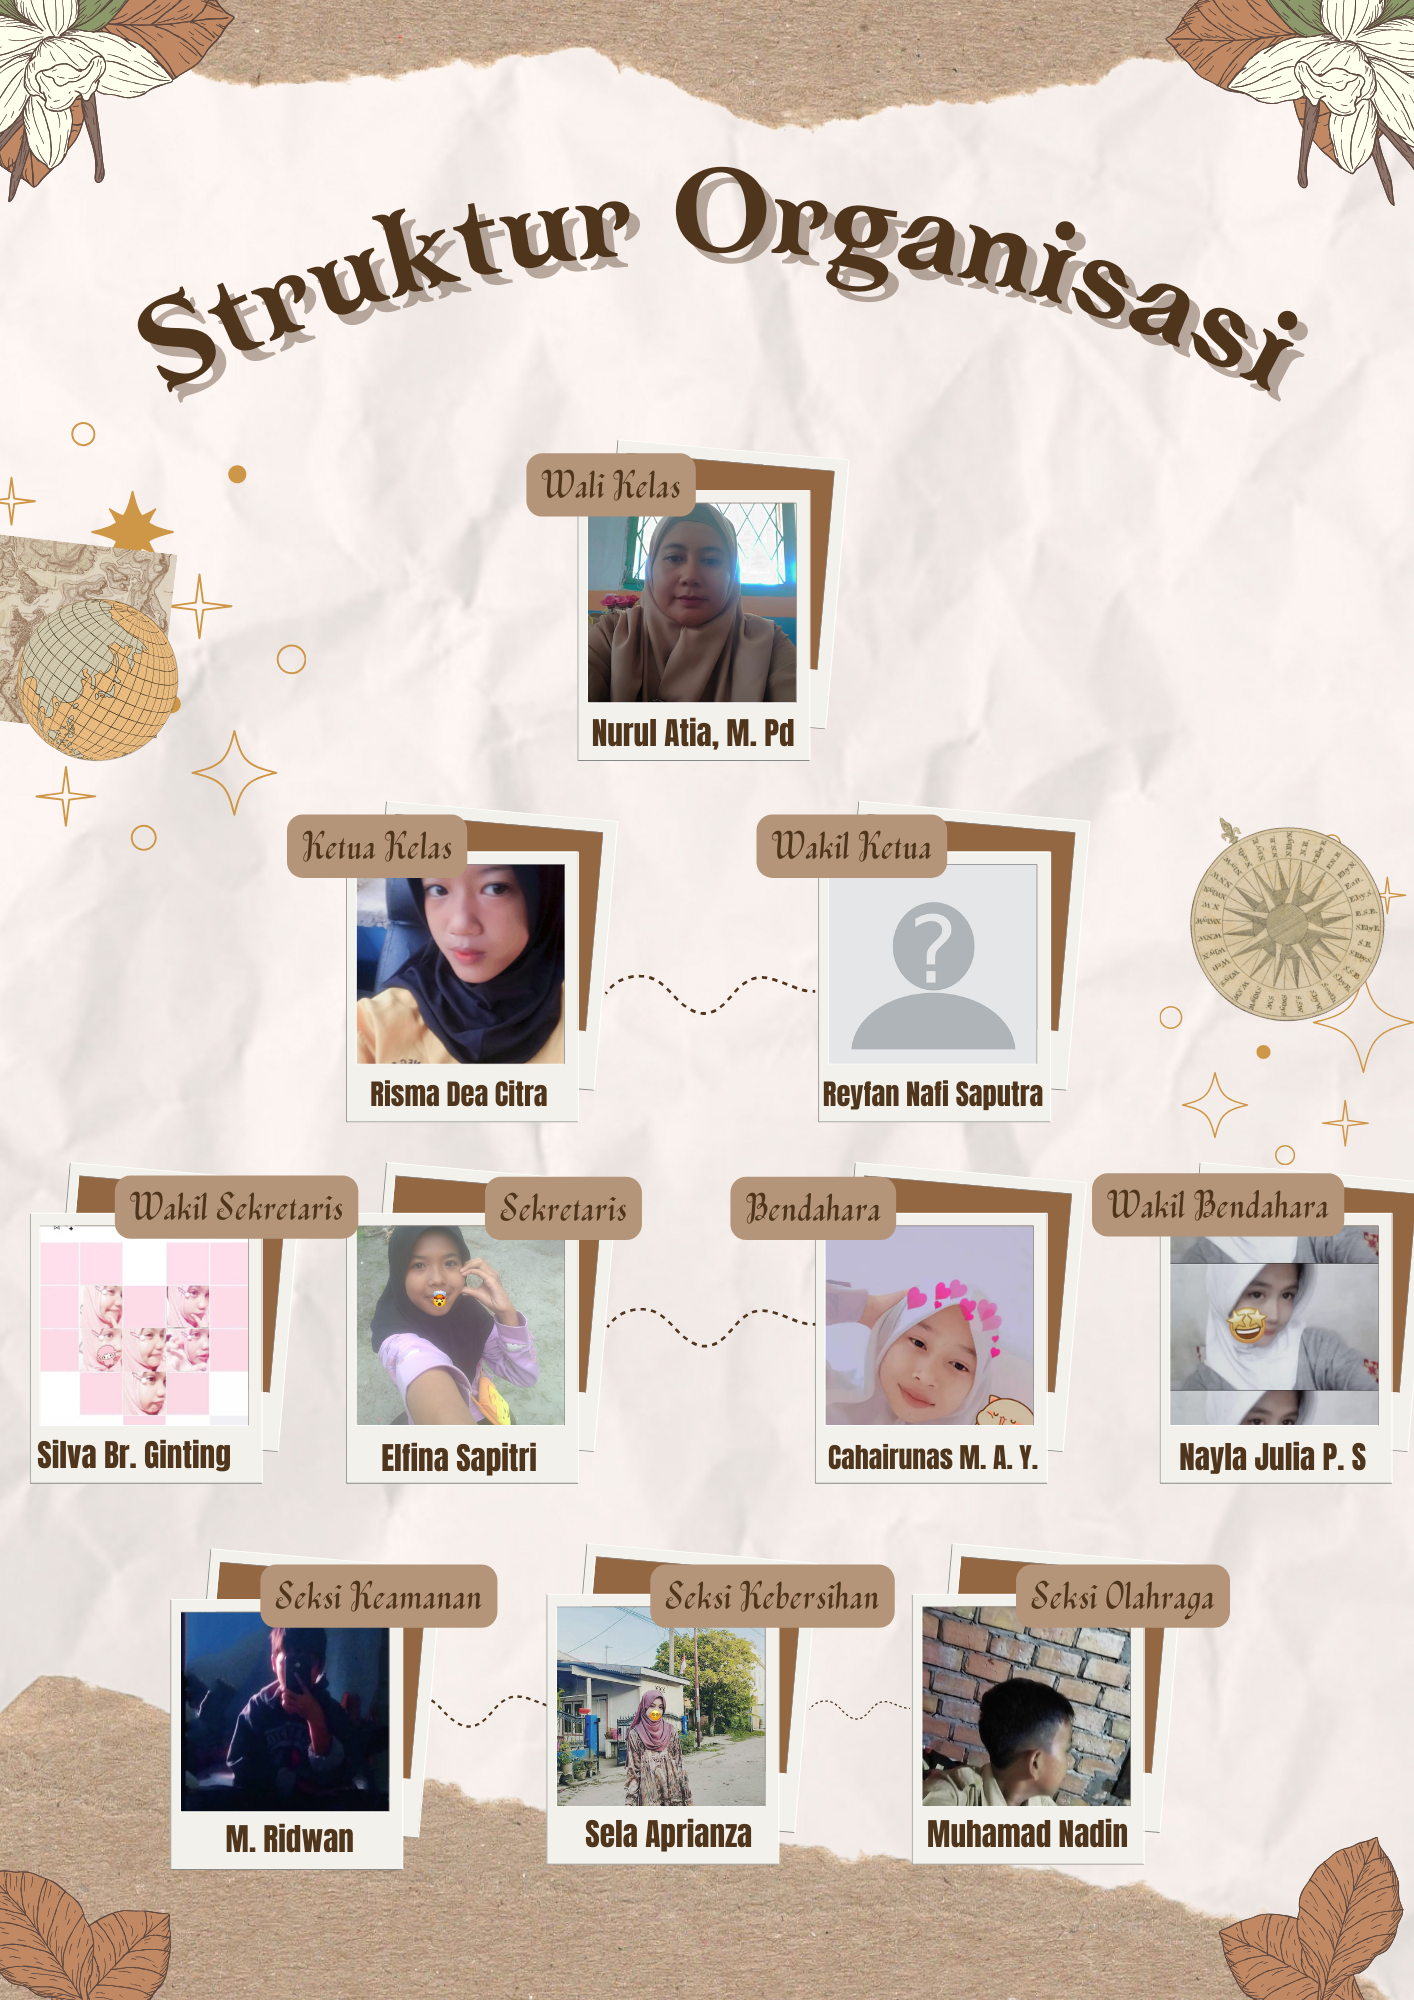 Struktur Organisasi
Wali Kelas
Nurul Atia, M. Pd
Ketua Kelas
Risma Dea Citra
Wakil Ketua
?
Reyfan Nafi Saputra
Wakil Sekretaris
Silva Br. Ginting
Sekretaris
Elfina Sapitri
Bendahara
Cahairunas M. A. Y.
Wakil Bendahara
Nayla Julia P. S
Seksi Keamanan
M. Ridwan
Seksi Kebersihan
Sela Aprianza
Seksi Olahraga
Muhamad Nadin